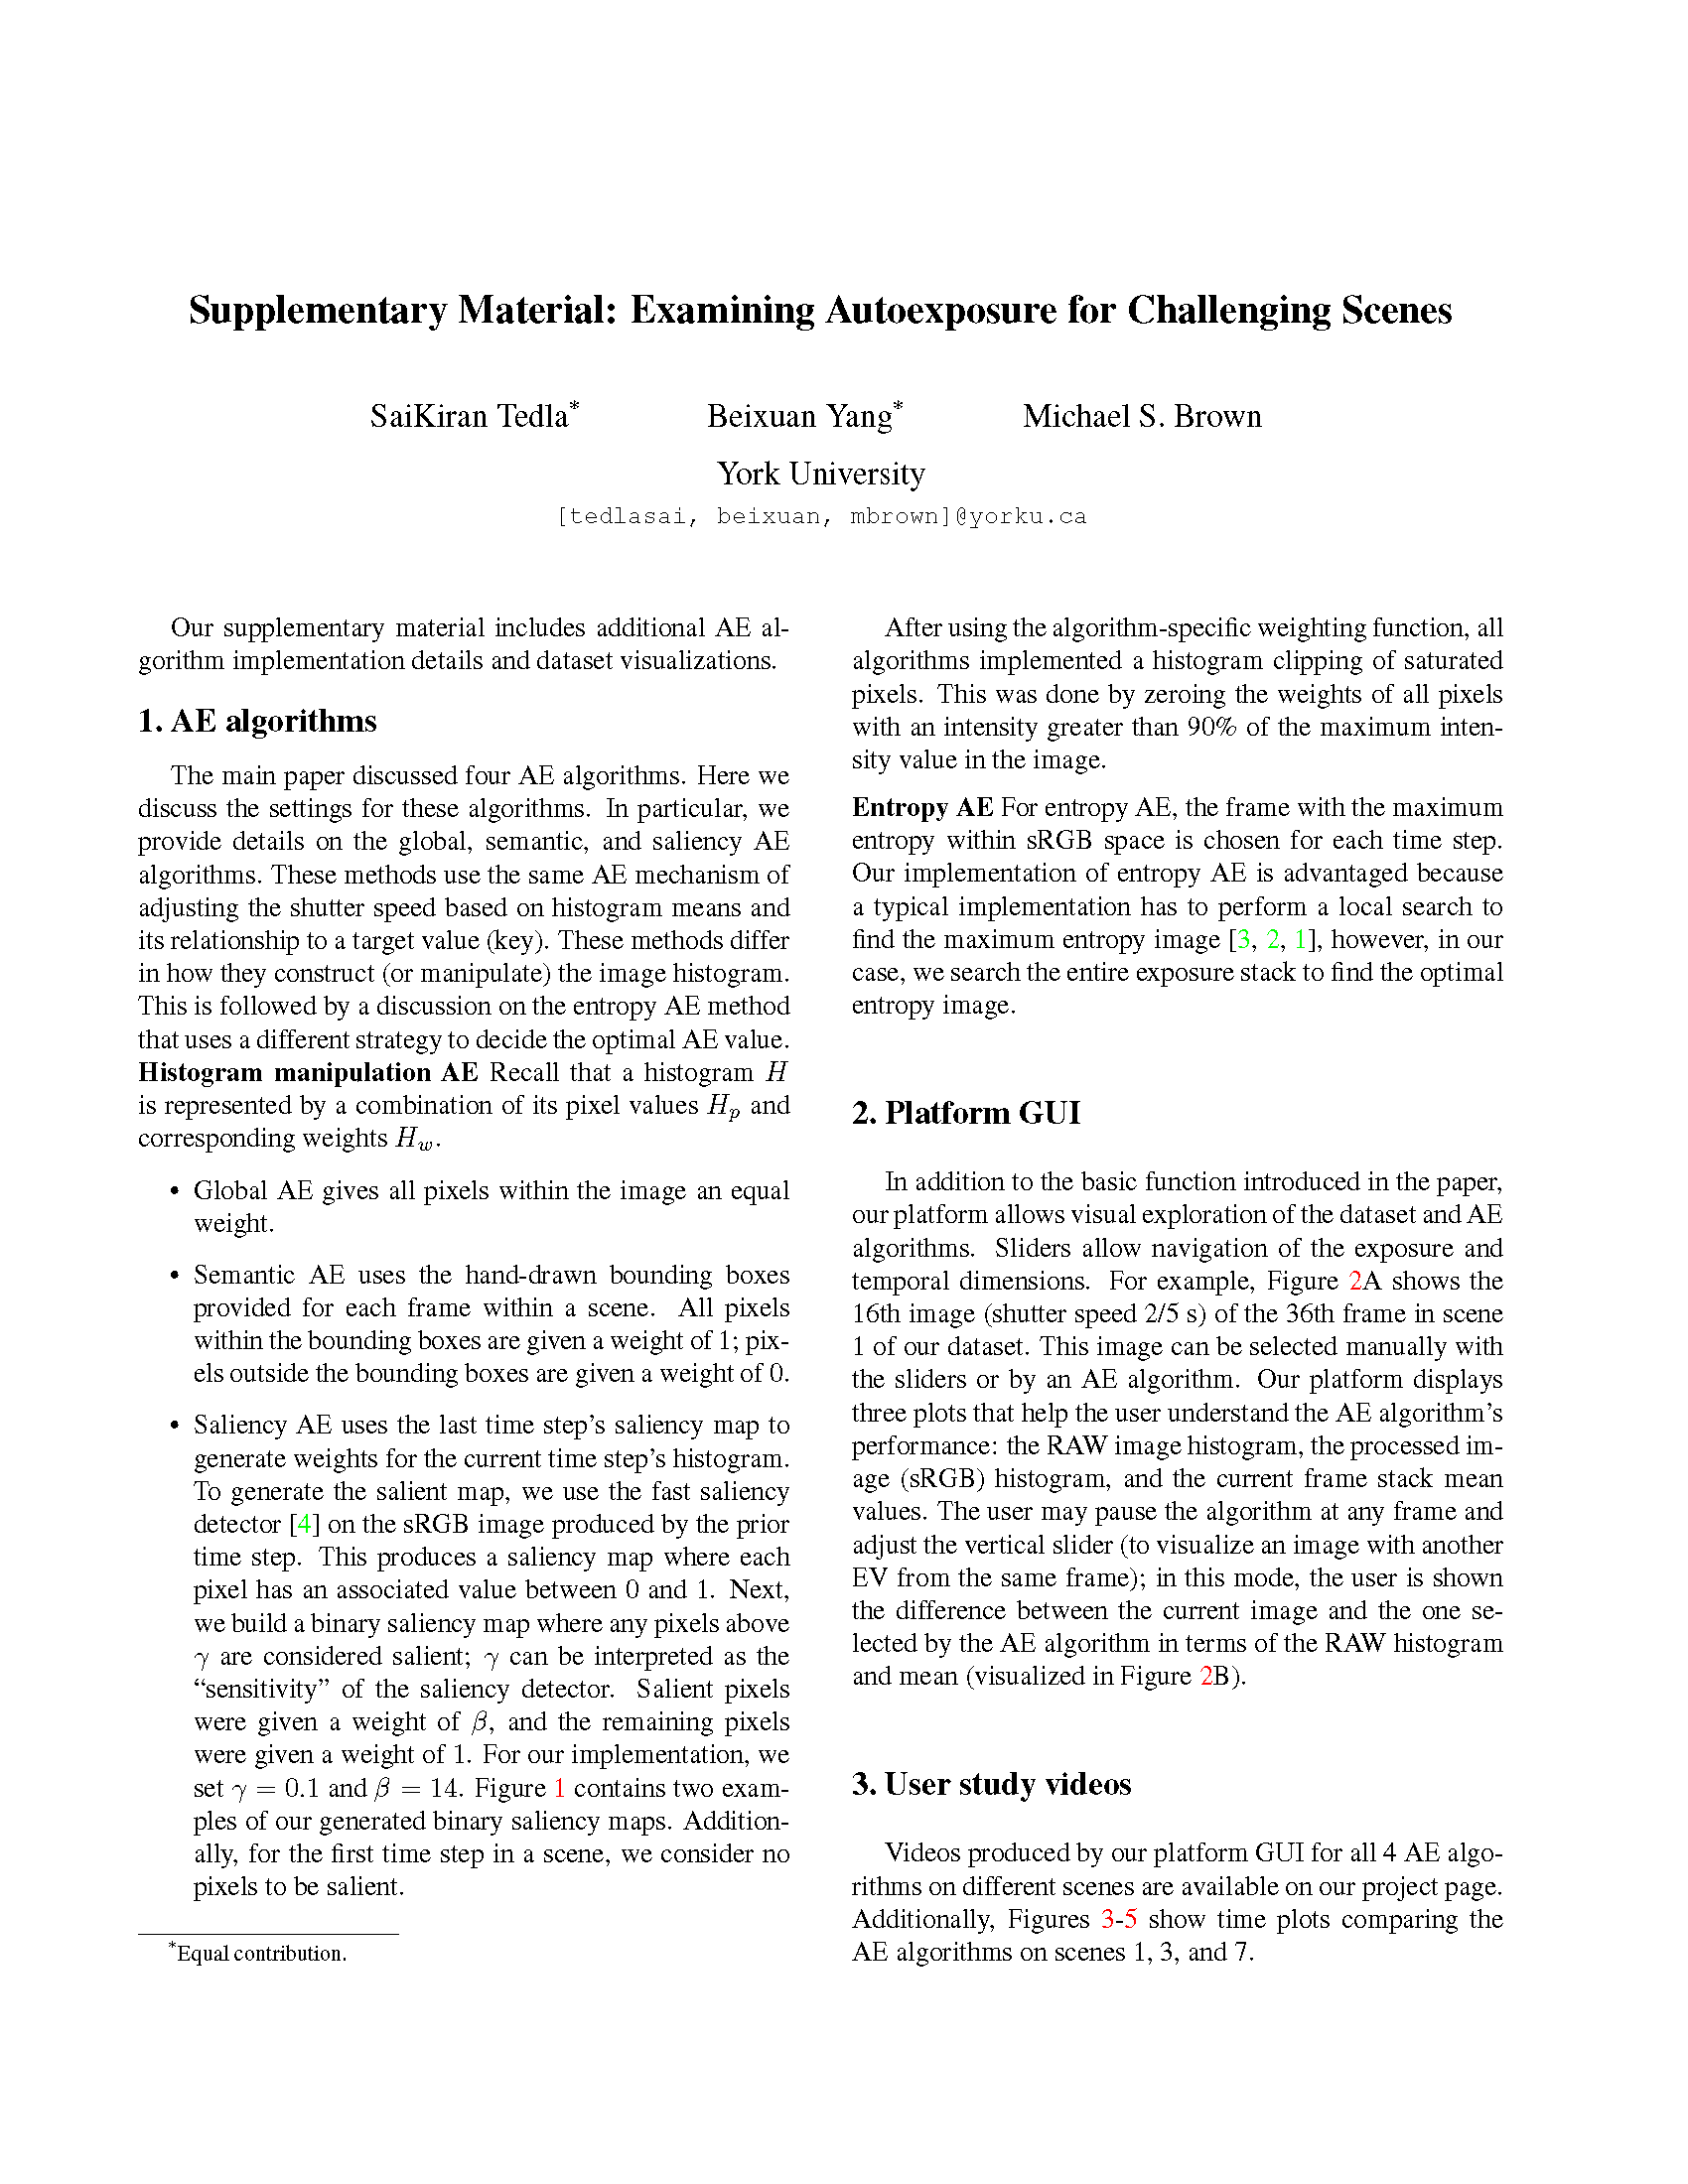 Supplementary Material: Examining Autoexposure for Challenging Scenes
SaiKiran Tedla* Beixuan Yang* Michael S. Brown
York University
[tedlasai, beixuan, mbrown]@yorku.ca
Our supplementary material includes additional AE al-
gorithm implementation details and dataset visualizations.
1. AE algorithms
The main paper discussed four AE algorithms. Here we
discuss the settings for these algorithms. In particular, we
provide details on the global, semantic, and saliency AE
algorithms. These methods use the same AE mechanism of
adjusting the shutter speed based on histogram means and
its relationship to a target value (key). These methods differ
in how they construct (or manipulate) the image histogram.
This is followed by a discussion on the entropy AE method
that uses a different strategy to decide the optimal AE value.
Histogram manipulation AE Recall that a histogram H
is represented by a combination of its pixel values H_p and
corresponding weights H_w.
• Global AE gives all pixels within the image an equal
weight.
• Semantic AE uses the hand-drawn bounding boxes
provided for each frame within a scene. All pixels
within the bounding boxes are given a weight of 1; pix-
els outside the bounding boxes are given a weight of 0.
• Saliency AE uses the last time step's saliency map to
generate weights for the current time step's histogram.
To generate the salient map, we use the fast saliency
detector [4] on the sRGB image produced by the prior
time step. This produces a saliency map where each
pixel has an associated value between 0 and 1. Next,
we build a binary saliency map where any pixels above
γ are considered salient; γ can be interpreted as the
“sensitivity” of the saliency detector. Salient pixels
were given a weight of β, and the remaining pixels
were given a weight of 1. For our implementation, we
set γ = 0.1 and β = 14. Figure 1 contains two exam-
ples of our generated binary saliency maps. Addition-
ally, for the first time step in a scene, we consider no
pixels to be salient.
*Equal contribution.
After using the algorithm-specific weighting function, all
algorithms implemented a histogram clipping of saturated
pixels. This was done by zeroing the weights of all pixels
with an intensity greater than 90% of the maximum inten-
sity value in the image.
Entropy AE For entropy AE, the frame with the maximum
entropy within sRGB space is chosen for each time step.
Our implementation of entropy AE is advantaged because
a typical implementation has to perform a local search to
find the maximum entropy image [3, 2, 1], however, in our
case, we search the entire exposure stack to find the optimal
entropy image.
2. Platform GUI
In addition to the basic function introduced in the paper,
our platform allows visual exploration of the dataset and AE
algorithms. Sliders allow navigation of the exposure and
temporal dimensions. For example, Figure 2A shows the
16th image (shutter speed 2/5 s) of the 36th frame in scene
1 of our dataset. This image can be selected manually with
the sliders or by an AE algorithm. Our platform displays
three plots that help the user understand the AE algorithm's
performance: the RAW image histogram, the processed im-
age (sRGB) histogram, and the current frame stack mean
values. The user may pause the algorithm at any frame and
adjust the vertical slider (to visualize an image with another
EV from the same frame); in this mode, the user is shown
the difference between the current image and the one se-
lected by the AE algorithm in terms of the RAW histogram
and mean (visualized in Figure 2B).
3. User study videos
Videos produced by our platform GUI for all 4 AE algo-
rithms on different scenes are available on our project page.
Additionally, Figures 3-5 show time plots comparing the
AE algorithms on scenes 1, 3, and 7.